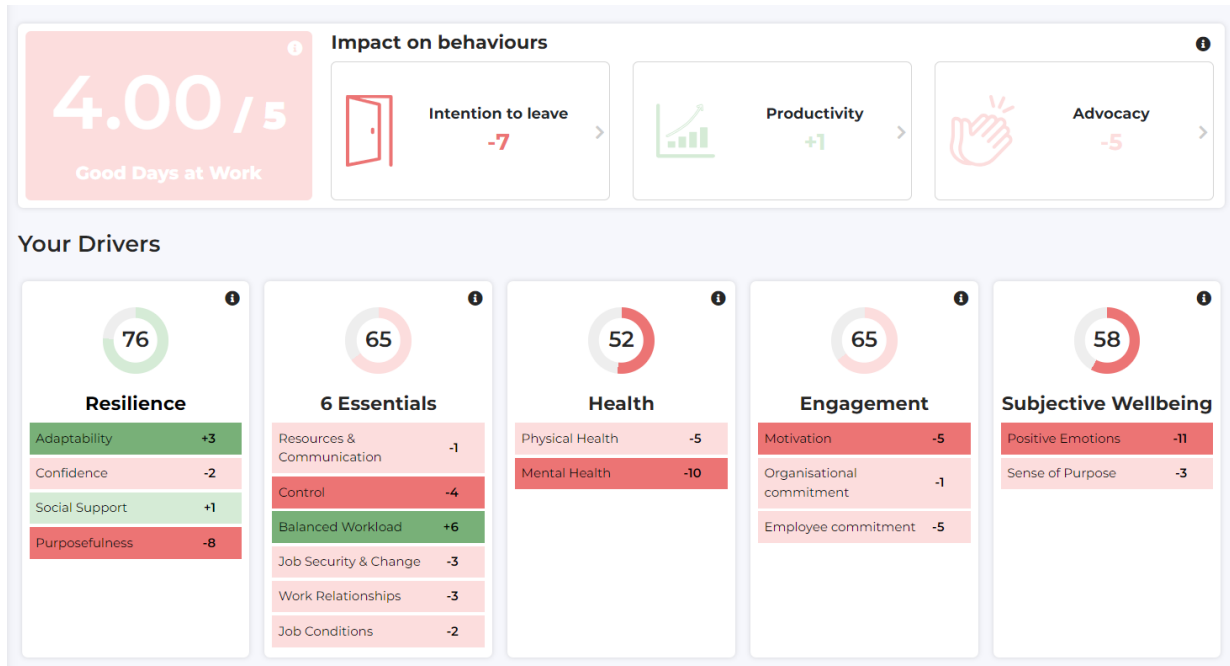 Impact on behaviours
4.00 / 5
Good Days at Work
Intention to leave
-7
Productivity
+1
Advocacy
-5
Your Drivers
76
Resilience
Adaptability +3
Confidence -2
Social Support +1
Purposefulness -8
65
6 Essentials
Resources &
Communication -1
Control -4
Balanced Workload +6
Job Security & Change -3
Work Relationships -3
Job Conditions -2
52
Health
Physical Health -5
Mental Health -10
65
Engagement
Motivation -5
Organisational
commitment -1
Employee commitment -5
58
Subjective Wellbeing
Positive Emotions -11
Sense of Purpose -3